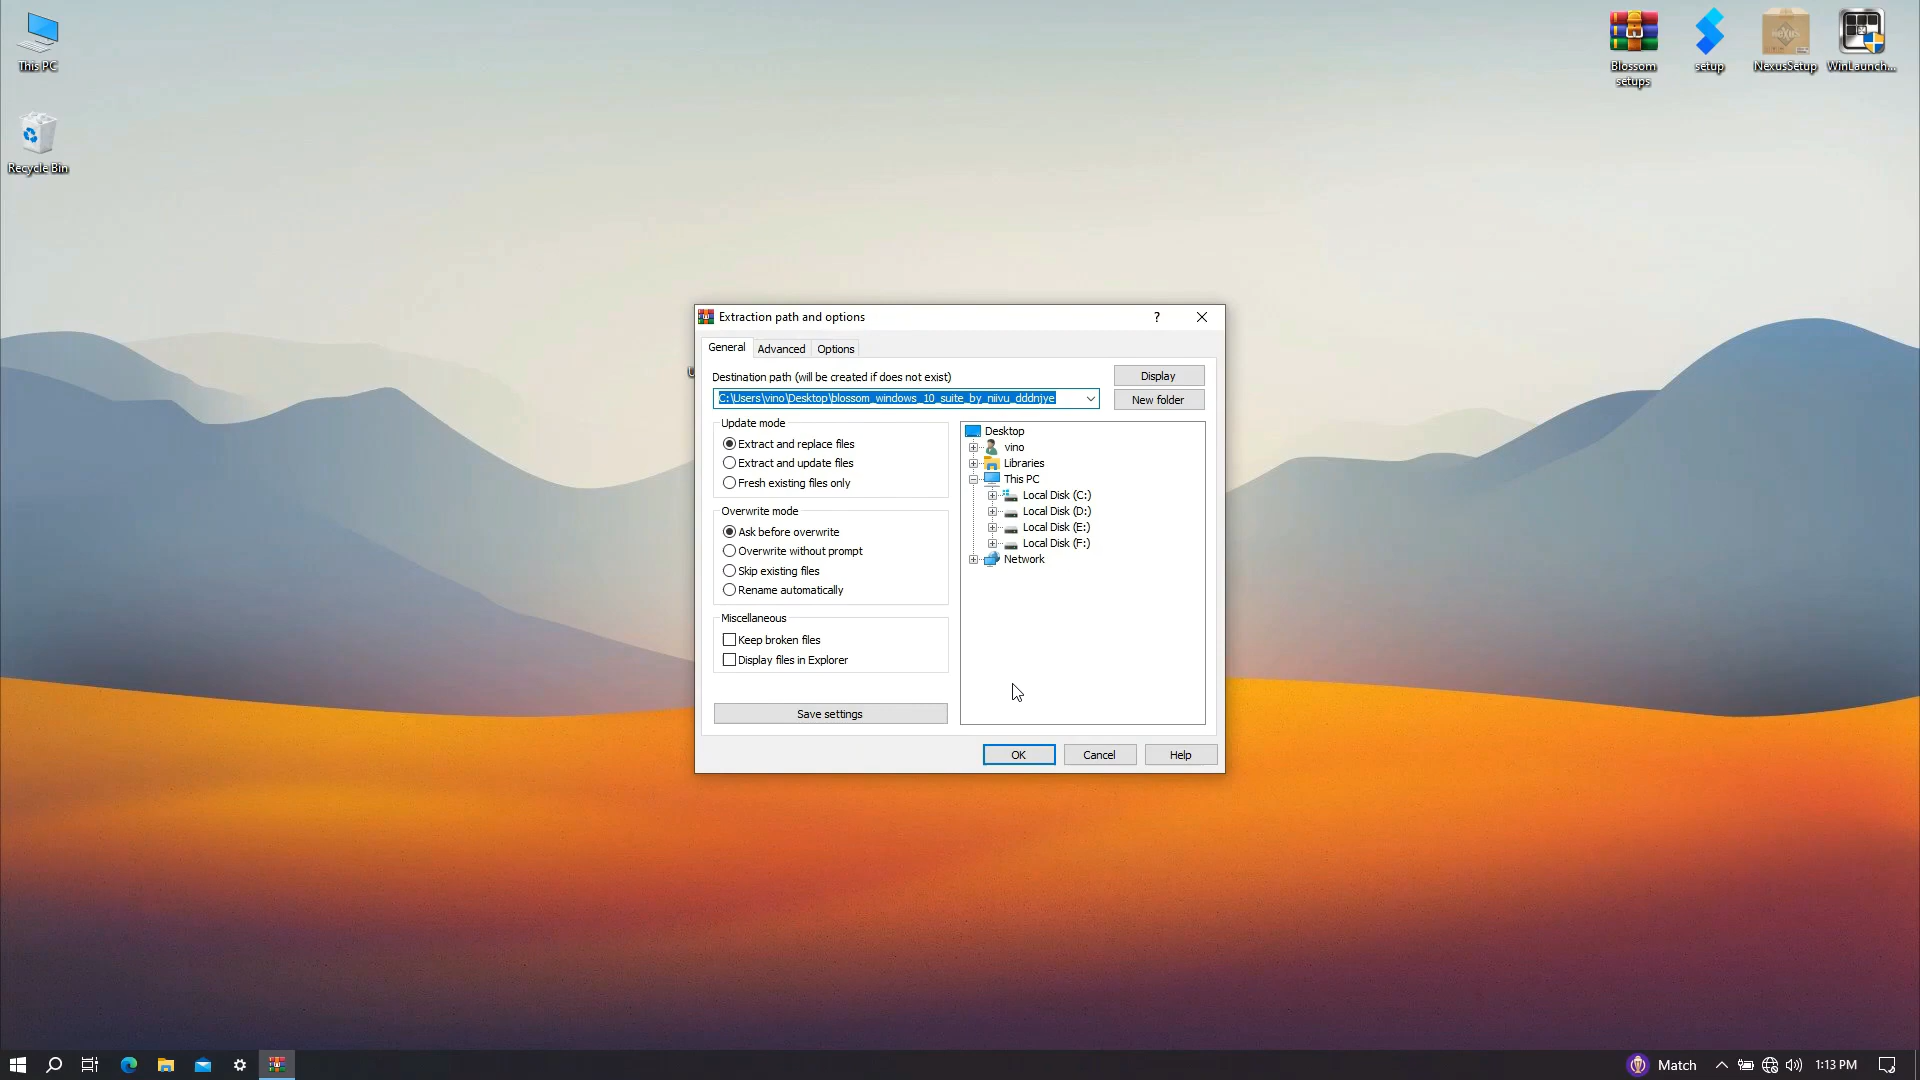 This PC
Recycle Bin
Blossom
setups
setup
NexusSetup
WinLaunch...
Extraction path and options
?
General
Advanced
Options
Destination path (will be created if does not exist)
Display
C:\Users\vino\Desktop\blossom_windows_10_suite_by_niivu_dddnjye
New folder
Update mode
Extract and replace files
Extract and update files
Fresh existing files only
Overwrite mode
Ask before overwrite
Overwrite without prompt
Skip existing files
Rename automatically
Miscellaneous
Keep broken files
Display files in Explorer
Save settings
Desktop
vino
Libraries
This PC
Local Disk (C:)
Local Disk (D:)
Local Disk (E:)
Local Disk (F:)
Network
OK
Cancel
Help
Match
1:13 PM